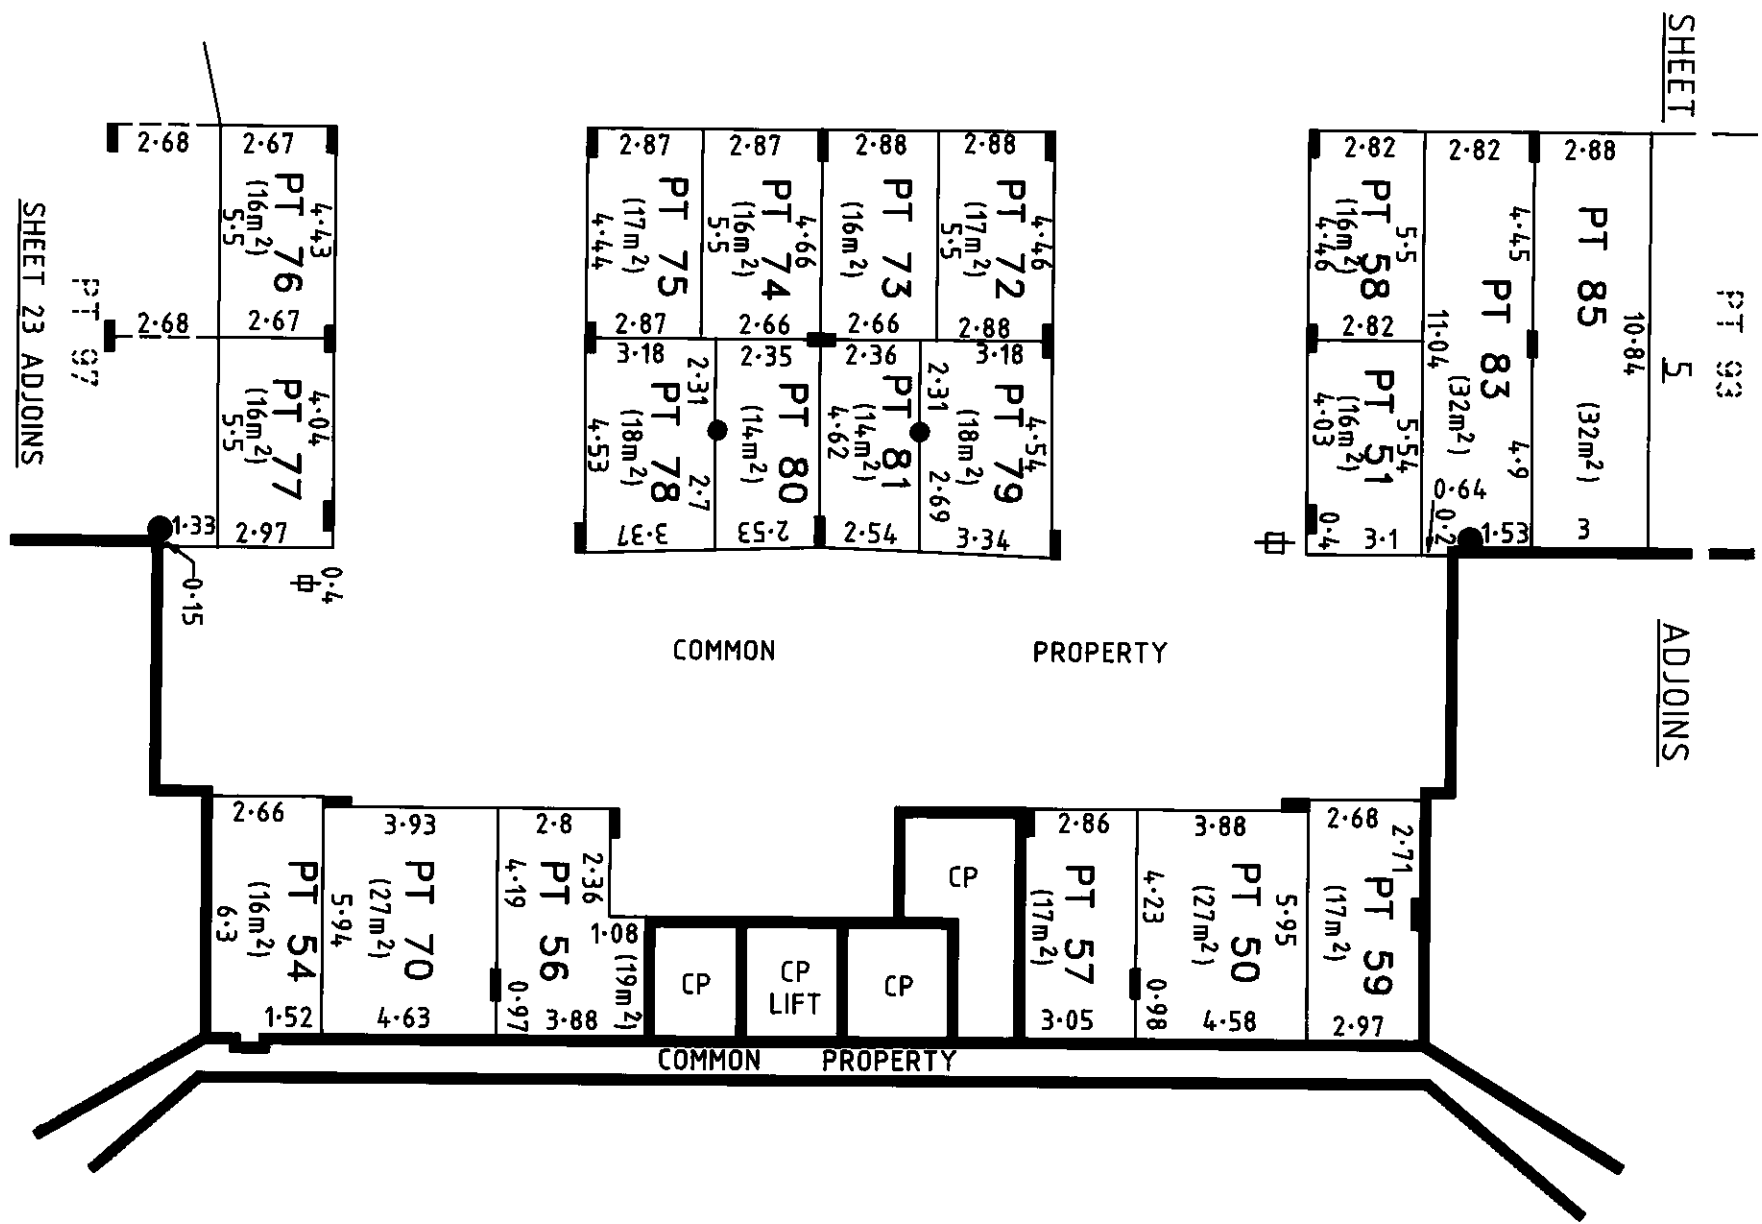 SHEET
5
ADJOINS
PT 93
2·68
2·67
PT 76
(16m²)
4·43
5·5
2·68
2·67
SHEET 23 ADJOINS
PT 97
PT 77
(16m²)
4·04
5·5
1·33
2·97
0·15
0·4
2·87
2·87
2·88
2·88
PT 75
(17m²)
4·44
PT 74
(16m²)
4·66
5·5
PT 73
(16m²)
PT 72
(17m²)
4·46
5·5
2·87
2·66
2·66
2·88
3·18
2·35
2·36
3·18
PT 78
(18m²)
4·53
2·31
2·7
PT 80
(14m²)
PT 81
(14m²)
4·62
2·31
2·69
PT 79
(18m²)
4·54
3·37
2·53
2·54
3·34
2·82
2·82
2·88
PT 58
(16m²)
5·5
4·46
2·82
PT 51
(16m²)
5·54
4·03
0·4
3·1
PT 83
(32m²)
11·04
4·45
4·9
0·64
0·2
1·53
PT 85
(32m²)
10·84
3
COMMON PROPERTY
2·66
PT 54
(16m²)
6·3
1·52
3·93
PT 70
(27m²)
5·94
4·63
2·8
PT 56
(19m²)
4·19
0·97
2·36
1·08
3·88
CP
CP
LIFT
CP
CP
2·86
PT 57
(17m²)
3·05
3·88
PT 50
(27m²)
4·23
0·98
5·95
4·58
2·68
2·71
PT 59
(17m²)
2·97
COMMON PROPERTY